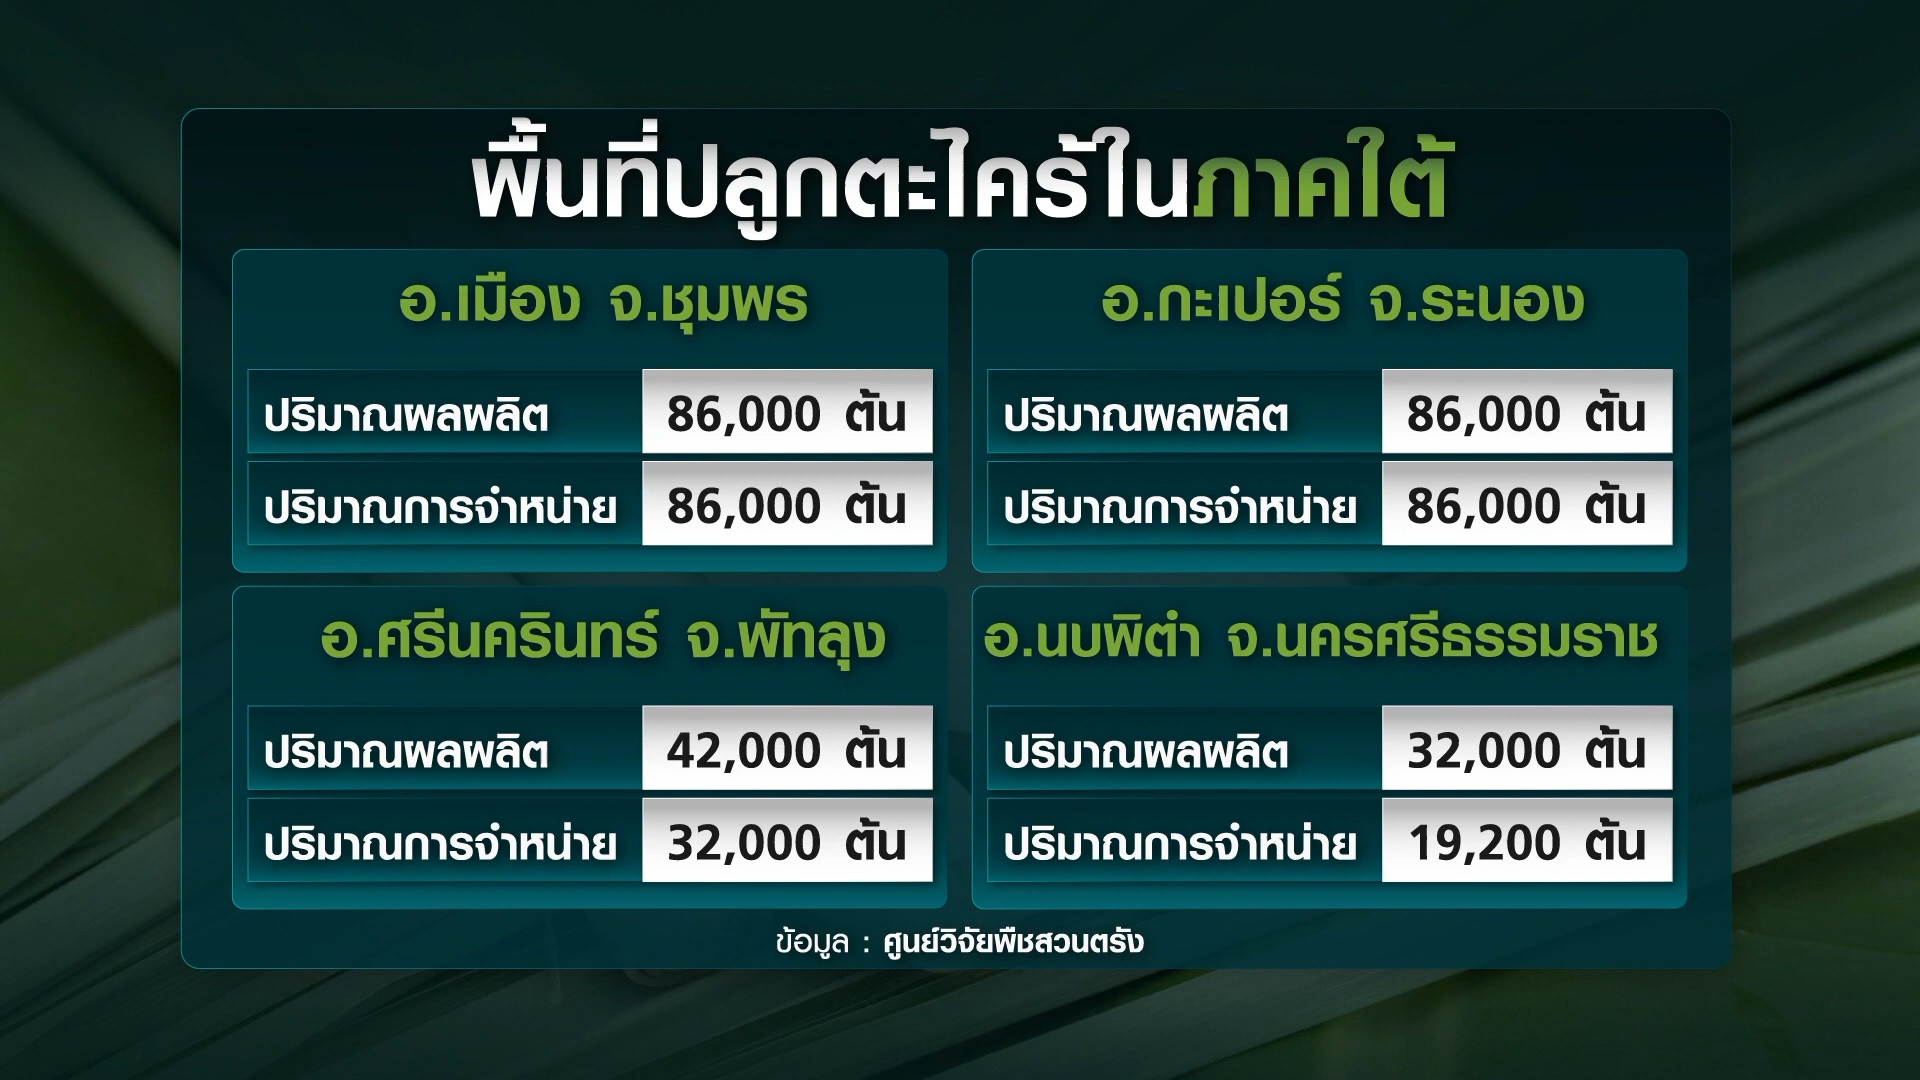 พื้นที่ปลูกตะไคร้ในภาคใต้
อ.เมือง จ.ชุมพร
ปริมาณผลผลิต 86,000 ตัน
ปริมาณการจำหน่าย 86,000 ตัน
อ.กะเปอร์ จ.ระนอง
ปริมาณผลผลิต 86,000 ตัน
ปริมาณการจำหน่าย 86,000 ตัน
อ.ศรีนครินทร์ จ.พัทลุง
ปริมาณผลผลิต 42,000 ตัน
ปริมาณการจำหน่าย 32,000 ตัน
อ.นบพิตำ จ.นครศรีธรรมราช
ปริมาณผลผลิต 32,000 ตัน
ปริมาณการจำหน่าย 19,200 ตัน
ข้อมูล : ศูนย์วิจัยพืชสวนตรัง